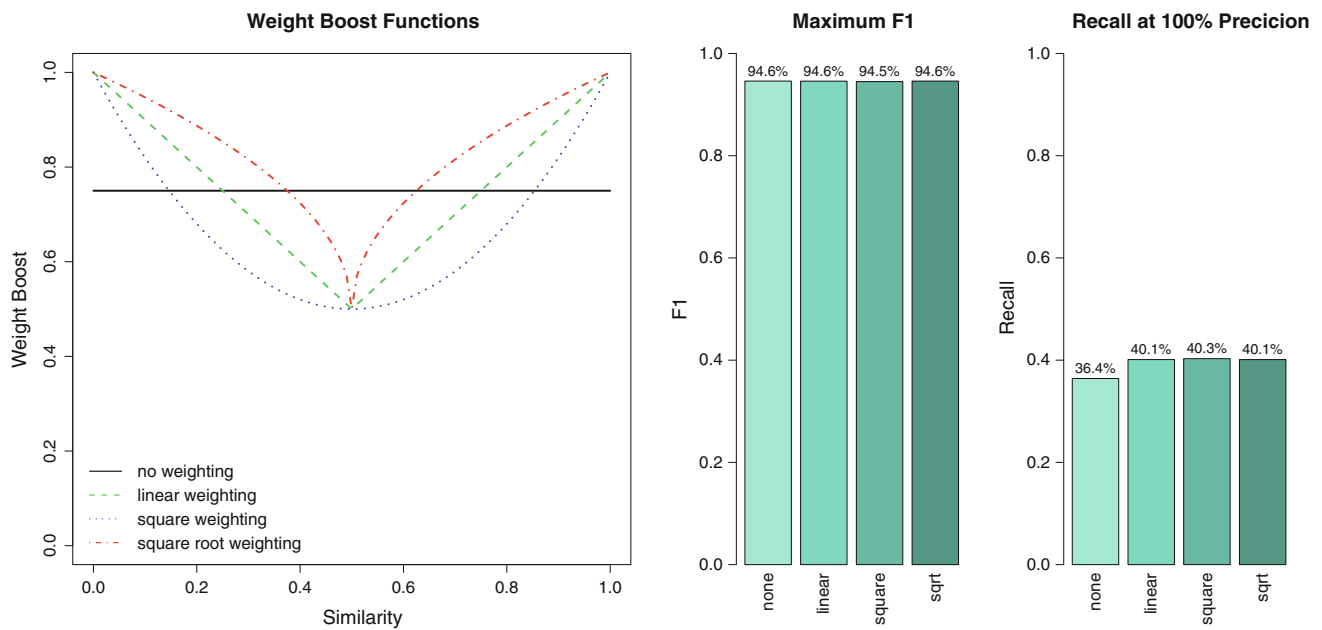 Weight Boost Functions
Weight Boost
1.0
0.8
0.6
0.4
0.2
0.0
no weighting
linear weighting
square weighting
square root weighting
0.0 0.2 0.4 0.6 0.8 1.0
Similarity
Maximum F1
F1
1.0
0.8
0.6
0.4
0.2
0.0
94.6% 94.6% 94.5% 94.6%
none linear square sqrt
Recall at 100% Precicion
Recall
1.0
0.8
0.6
0.4
0.2
0.0
36.4% 40.1% 40.3% 40.1%
none linear square sqrt